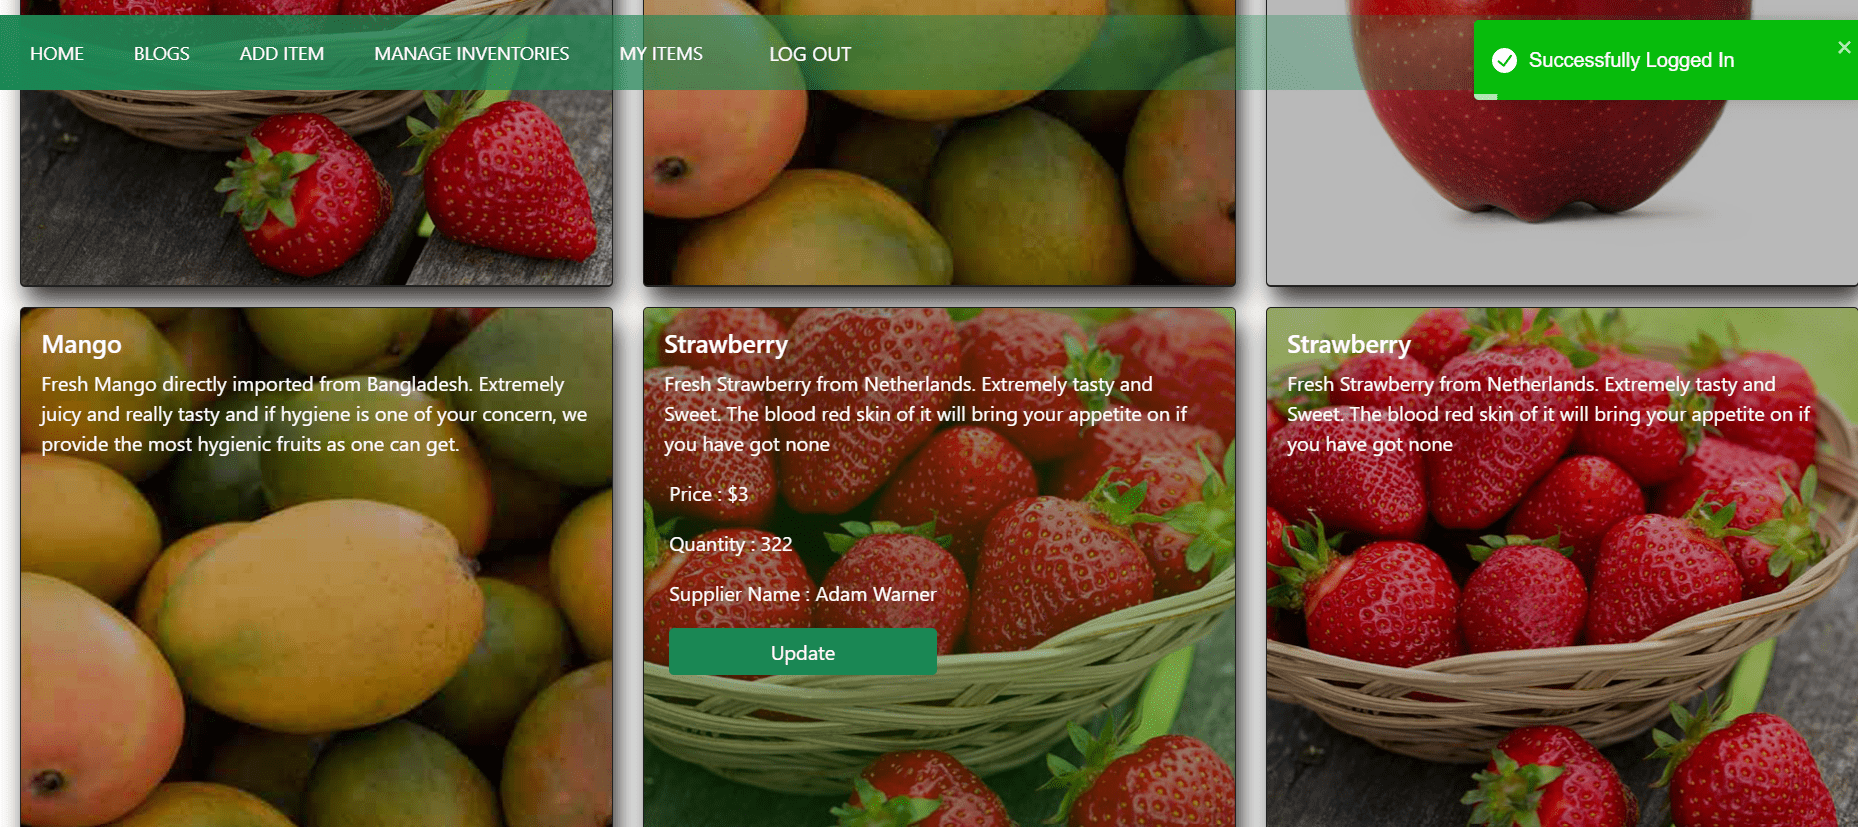 HOME BLOGS ADD ITEM MANAGE INVENTORIES MY ITEMS LOG OUT
Successfully Logged In
Mango
Fresh Mango directly imported from Bangladesh. Extremely
juicy and really tasty and if hygiene is one of your concern, we
provide the most hygienic fruits as one can get.
Strawberry
Fresh Strawberry from Netherlands. Extremely tasty and
Sweet. The blood red skin of it will bring your appetite on if
you have got none
Price : $3
Quantity : 322
Supplier Name : Adam Warner
Update
Strawberry
Fresh Strawberry from Netherlands. Extremely tasty and
Sweet. The blood red skin of it will bring your appetite on if
you have got none